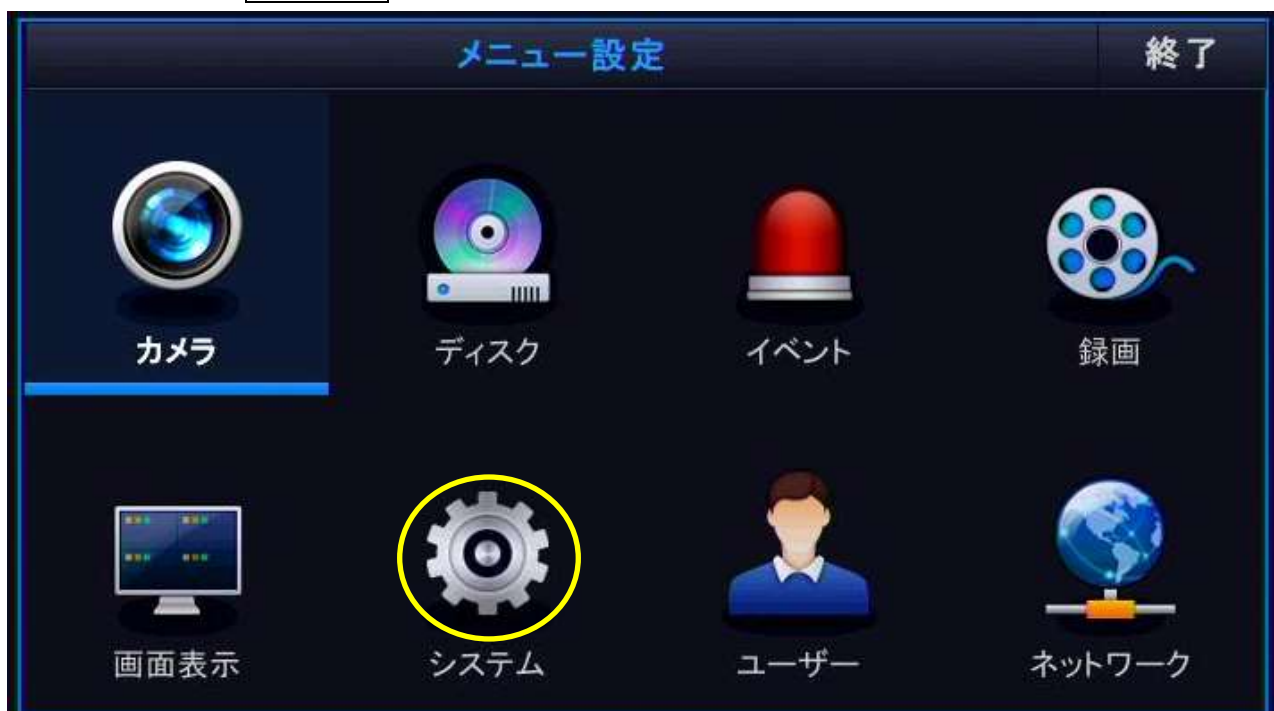 メニュー設定 終了
カメラ ディスク イベント 録画
画面表示 システム ユーザー ネットワーク